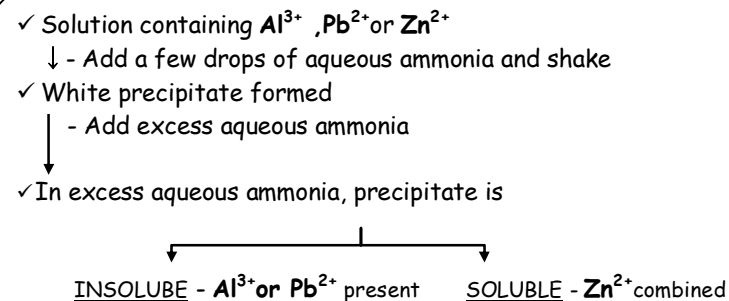 ✓ Solution containing Al³⁺ ,Pb²⁺or Zn²⁺
↓ - Add a few drops of aqueous ammonia and shake
✓ White precipitate formed
- Add excess aqueous ammonia
✓In excess aqueous ammonia, precipitate is
INSOLUBE - Al³⁺or Pb²⁺ present SOLUBLE - Zn²⁺combined